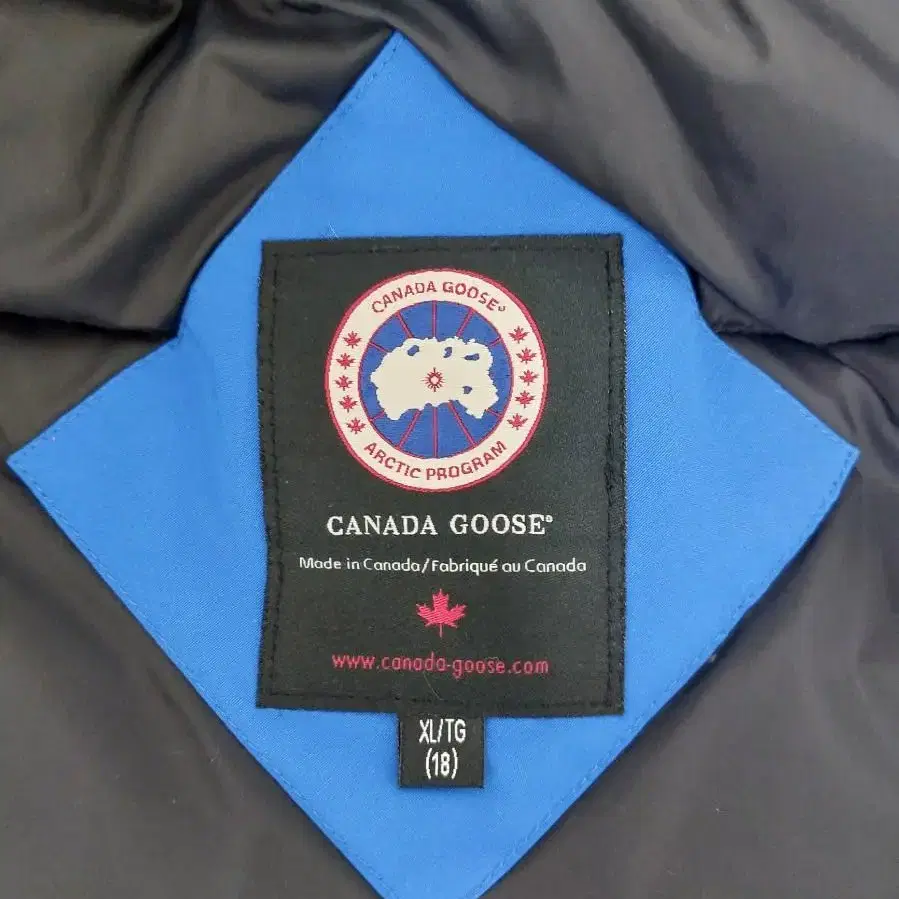 CANADA GOOSE®
ARCTIC PROGRAM
CANADA GOOSE®
Made in Canada/Fabriqué au Canada
www.canada-goose.com
XL/TG
(18)